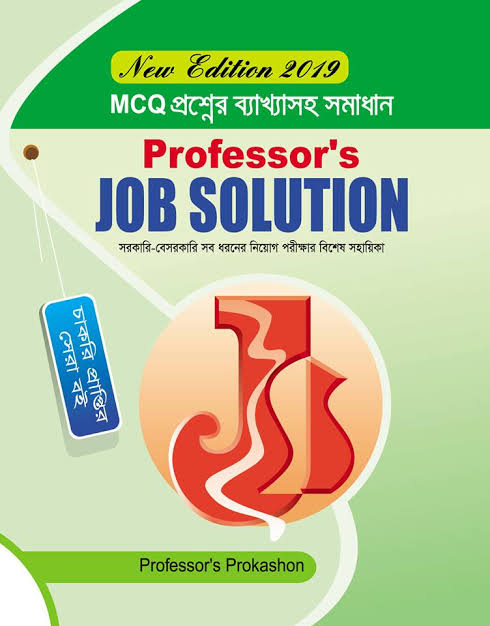 New Edition 2019
MCQ প্রশ্নের ব্যাখ্যাসহ সমাধান
Professor's
JOB SOLUTION
সরকারি-বেসরকারি সব ধরনের নিয়োগ পরীক্ষার বিশেষ সহায়িকা
চাকরি প্রাপ্তির
সেরা বই
JS
Professor's Prokashon